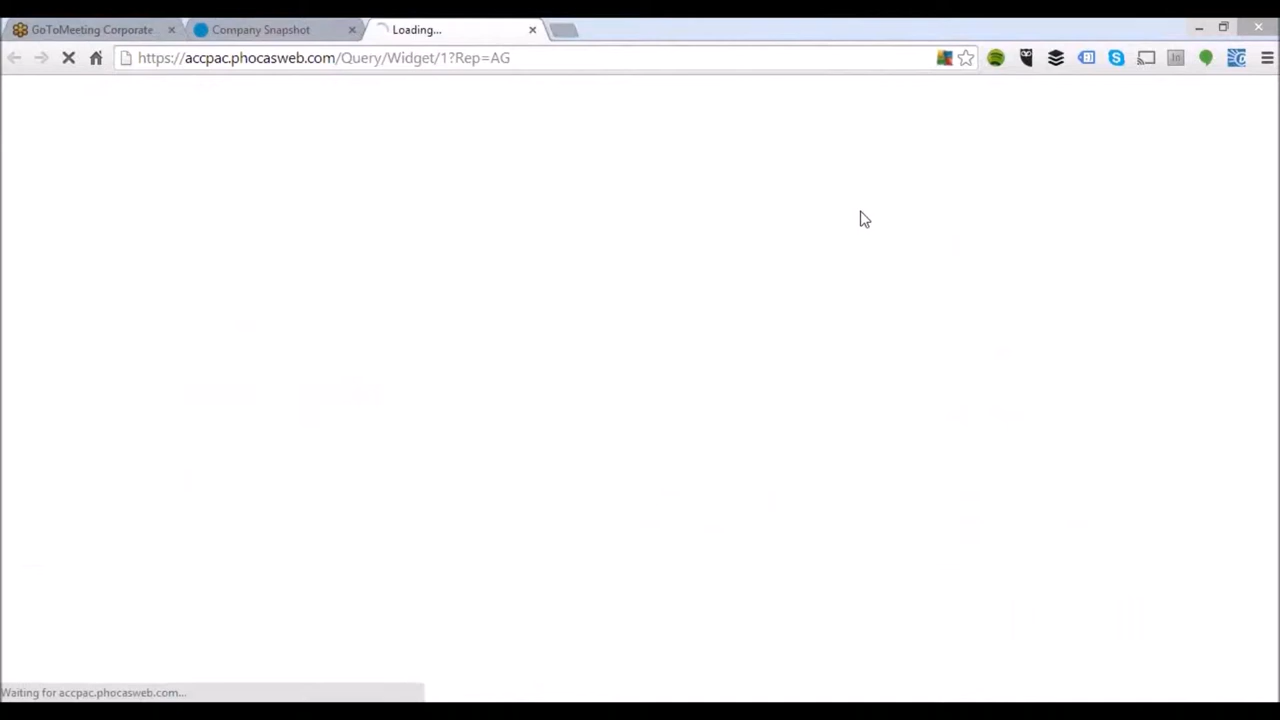 GoToMeeting Corporate
Company Snapshot
Loading...
https://accpac.phocasweb.com/Query/Widget/1?Rep=AG
Waiting for accpac.phocasweb.com...